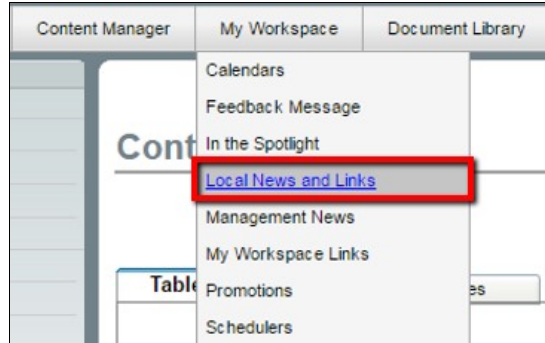 Content Manager My Workspace Document Library
Calendars
Feedback Message
Cont In the Spotlight
Local News and Links
Management News
My Workspace Links
Table Promotions es
Schedulers